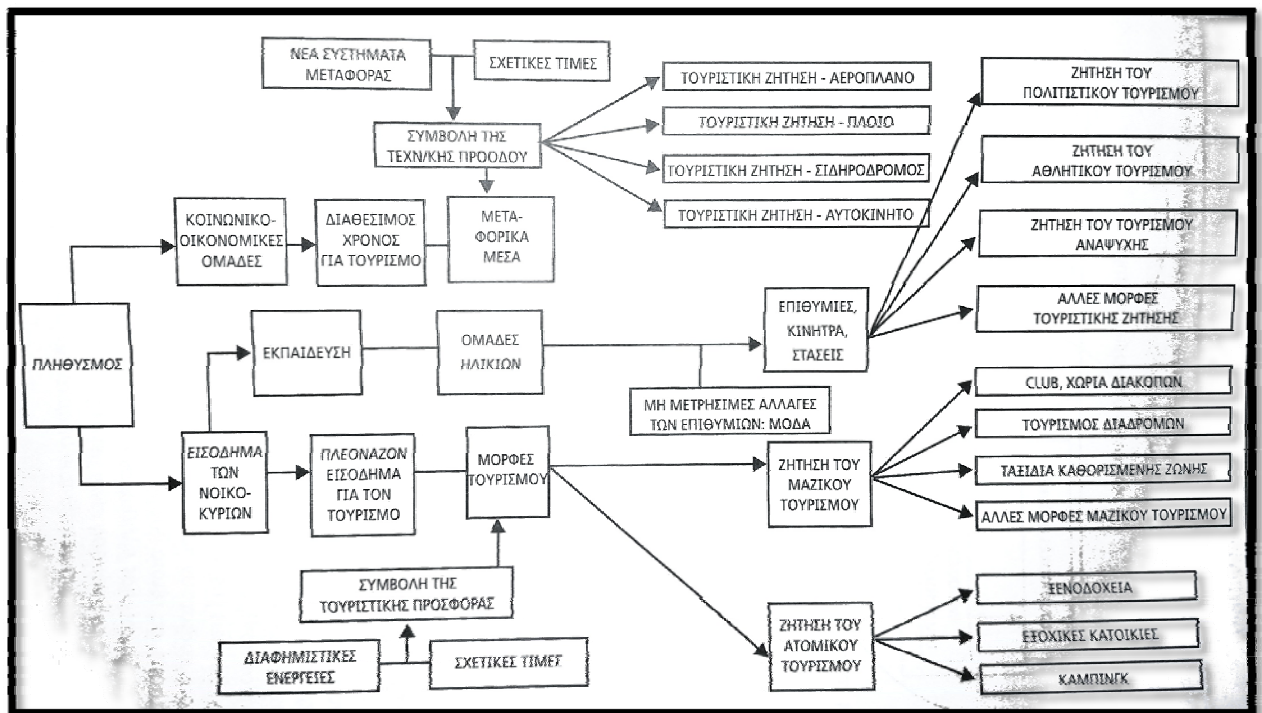 ΝΕΑ ΣΥΣΤΗΜΑΤΑ
ΜΕΤΑΦΟΡΑΣ
ΣΧΕΤΙΚΕΣ ΤΙΜΕΣ
ΣΥΜΒΟΛΗ ΤΗΣ
ΤΕΧΝ/ΚΗΣ ΠΡΟΟΔΟΥ
ΤΟΥΡΙΣΤΙΚΗ ΖΗΤΗΣΗ - ΑΕΡΟΠΛΑΝΟ
ΤΟΥΡΙΣΤΙΚΗ ΖΗΤΗΣΗ - ΠΛΟΙΟ
ΤΟΥΡΙΣΤΙΚΗ ΖΗΤΗΣΗ - ΣΙΔΗΡΟΔΡΟΜΟΣ
ΤΟΥΡΙΣΤΙΚΗ ΖΗΤΗΣΗ - ΑΥΤΟΚΙΝΗΤΟ
ΚΟΙΝΩΝΙΚΟ-
ΟΙΚΟΝΟΜΙΚΕΣ
ΟΜΑΔΕΣ
ΔΙΑΘΕΣΙΜΟΣ
ΧΡΟΝΟΣ
ΓΙΑ ΤΟΥΡΙΣΜΟ
ΜΕΤΑ-
ΦΟΡΙΚΑ
ΜΕΣΑ
ΖΗΤΗΣΗ ΤΟΥ
ΠΟΛΙΤΙΣΤΙΚΟΥ ΤΟΥΡΙΣΜΟΥ
ΖΗΤΗΣΗ ΤΟΥ
ΑΘΛΗΤΙΚΟΥ ΤΟΥΡΙΣΜΟΥ
ΖΗΤΗΣΗ ΤΟΥ ΤΟΥΡΙΣΜΟΥ
ΑΝΑΨΥΧΗΣ
ΑΛΛΕΣ ΜΟΡΦΕΣ
ΤΟΥΡΙΣΤΙΚΗΣ ΖΗΤΗΣΗΣ
ΠΛΗΘΥΣΜΟΣ
ΕΚΠΑΙΔΕΥΣΗ
ΟΜΑΔΕΣ
ΗΛΙΚΙΩΝ
ΕΠΙΘΥΜΙΕΣ,
ΚΙΝΗΤΡΑ,
ΣΤΑΣΕΙΣ
ΜΗ ΜΕΤΡΗΣΙΜΕΣ ΑΛΛΑΓΕΣ
ΤΩΝ ΕΠΙΘΥΜΙΩΝ: ΜΟΔΑ
ΕΙΣΟΔΗΜΑ
ΤΩΝ
ΝΟΙΚΟ-
ΚΥΡΙΩΝ
ΠΛΕΟΝΑΖΟΝ
ΕΙΣΟΔΗΜΑ
ΓΙΑ ΤΟΝ
ΤΟΥΡΙΣΜΟ
ΜΟΡΦΕΣ
ΤΟΥΡΙΣΜΟΥ
ΖΗΤΗΣΗ ΤΟΥ
ΜΑΖΙΚΟΥ
ΤΟΥΡΙΣΜΟΥ
CLUB, ΧΩΡΙΑ ΔΙΑΚΟΠΩΝ
ΤΟΥΡΙΣΜΟΣ ΔΙΑΔΡΟΜΩΝ
ΤΑΞΙΔΙΑ ΚΑΘΟΡΙΣΜΕΝΗΣ ΖΩΝΗΣ
ΑΛΛΕΣ ΜΟΡΦΕΣ ΜΑΖΙΚΟΥ ΤΟΥΡΙΣΜΟΥ
ΣΥΜΒΟΛΗ ΤΗΣ
ΤΟΥΡΙΣΤΙΚΗΣ ΠΡΟΣΦΟΡΑΣ
ΔΙΑΦΗΜΙΣΤΙΚΕΣ
ΕΝΕΡΓΕΙΕΣ
ΣΧΕΤΙΚΕΣ ΤΙΜΕΣ
ΖΗΤΗΣΗ ΤΟΥ
ΑΤΟΜΙΚΟΥ
ΤΟΥΡΙΣΜΟΥ
ΞΕΝΟΔΟΧΕΙΑ
ΕΞΟΧΙΚΕΣ ΚΑΤΟΙΚΙΕΣ
ΚΑΜΠΙΝΓΚ